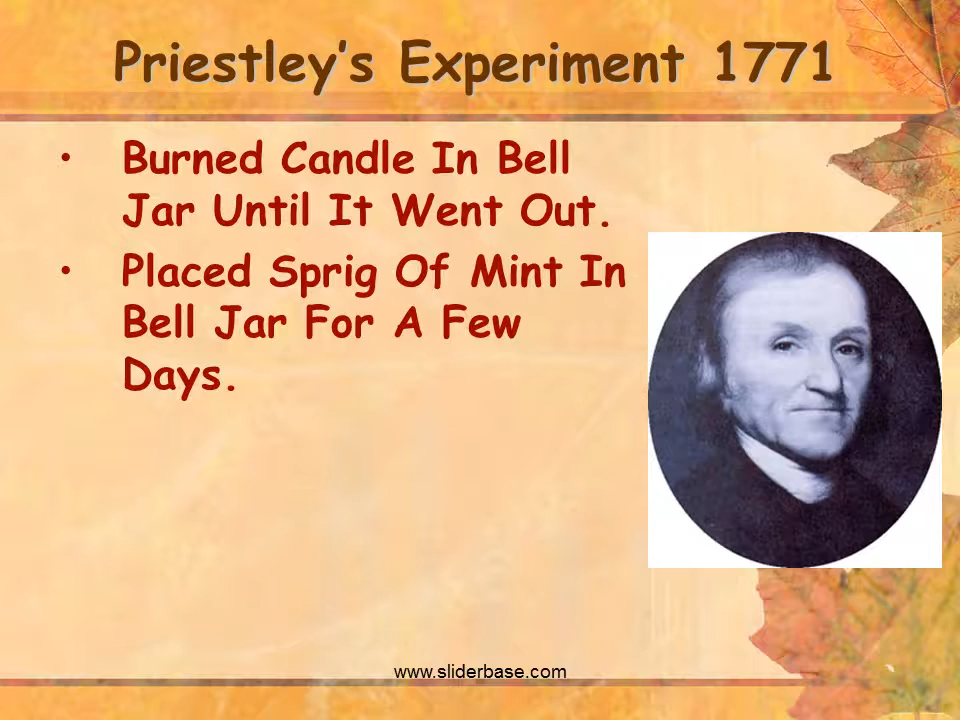 Priestley’s Experiment 1771
• Burned Candle In Bell
Jar Until It Went Out.
• Placed Sprig Of Mint In
Bell Jar For A Few
Days.
www.sliderbase.com